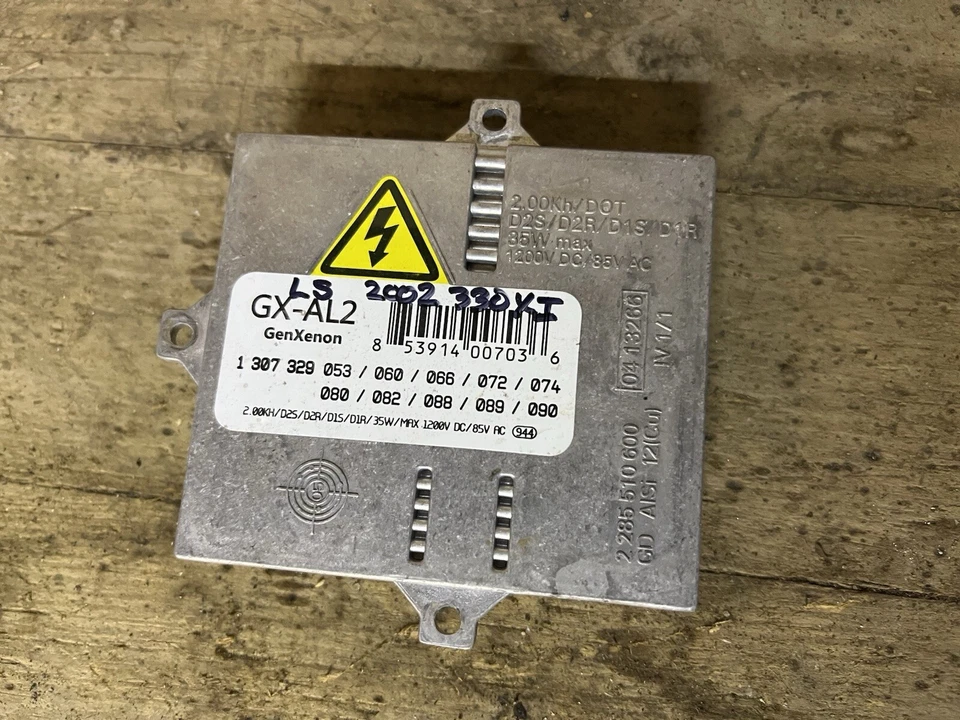 2.00Kh/DOT
D2S/D2R/D1S/D1R
35W max
1200V DC/85V AC
LS 2002 330XI
GX-AL2
GenXenon
8 53914 00703 6
1 307 329 053 / 060 / 066 / 072 / 074
080 / 082 / 088 / 089 / 090
2.00KH/D2S/D2R/D1S/D1R/35W/MAX 1200V DC/85V AC 944
04 13266
IV 1/1
2 285 510 600
GD AlSi 12(Cu)
05